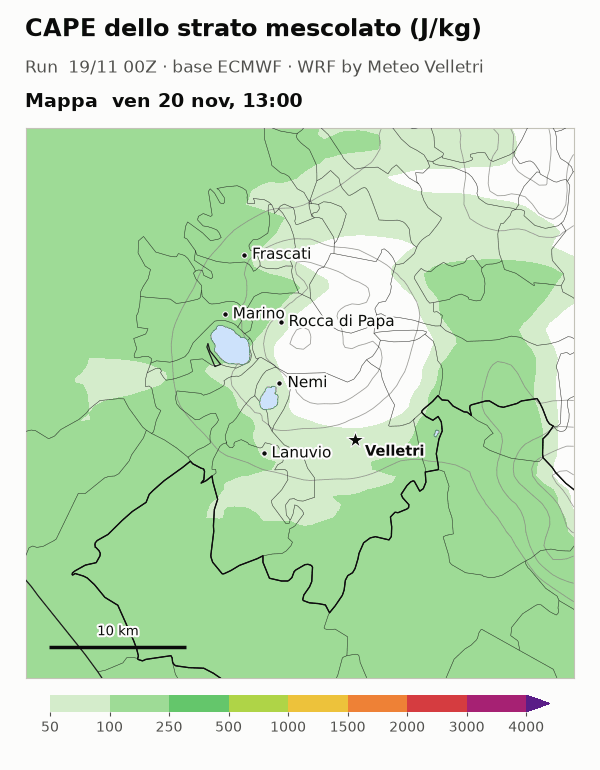 CAPE dello strato mescolato (J/kg)
Run  19/11 00Z · base ECMWF · WRF by Meteo Velletri
Mappa  ven 20 nov, 13:00
Frascati
Marino
Rocca di Papa
Nemi
Velletri
Lanuvio
10 km
50 100 250 500 1000 1500 2000 3000 4000